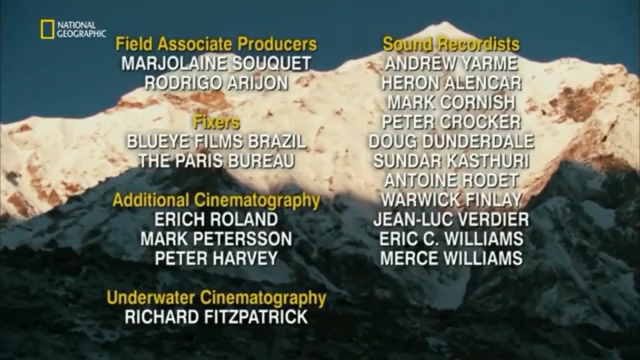 NATIONAL
GEOGRAPHIC
Field Associate Producers
MARJOLAINE SOUQUET
RODRIGO ARIJON
Fixers
BLUEYE FILMS BRAZIL
THE PARIS BUREAU
Additional Cinematography
ERICH ROLAND
MARK PETERSSON
PETER HARVEY
Underwater Cinematography
RICHARD FITZPATRICK
Sound Recordists
ANDREW YARME
HERON ALENCAR
MARK CORNISH
PETER CROCKER
DOUG DUNDERDALE
SUNDAR KASTHURI
ANTOINE RODET
WARWICK FINLAY
JEAN-LUC VERDIER
ERIC C. WILLIAMS
MERCE WILLIAMS